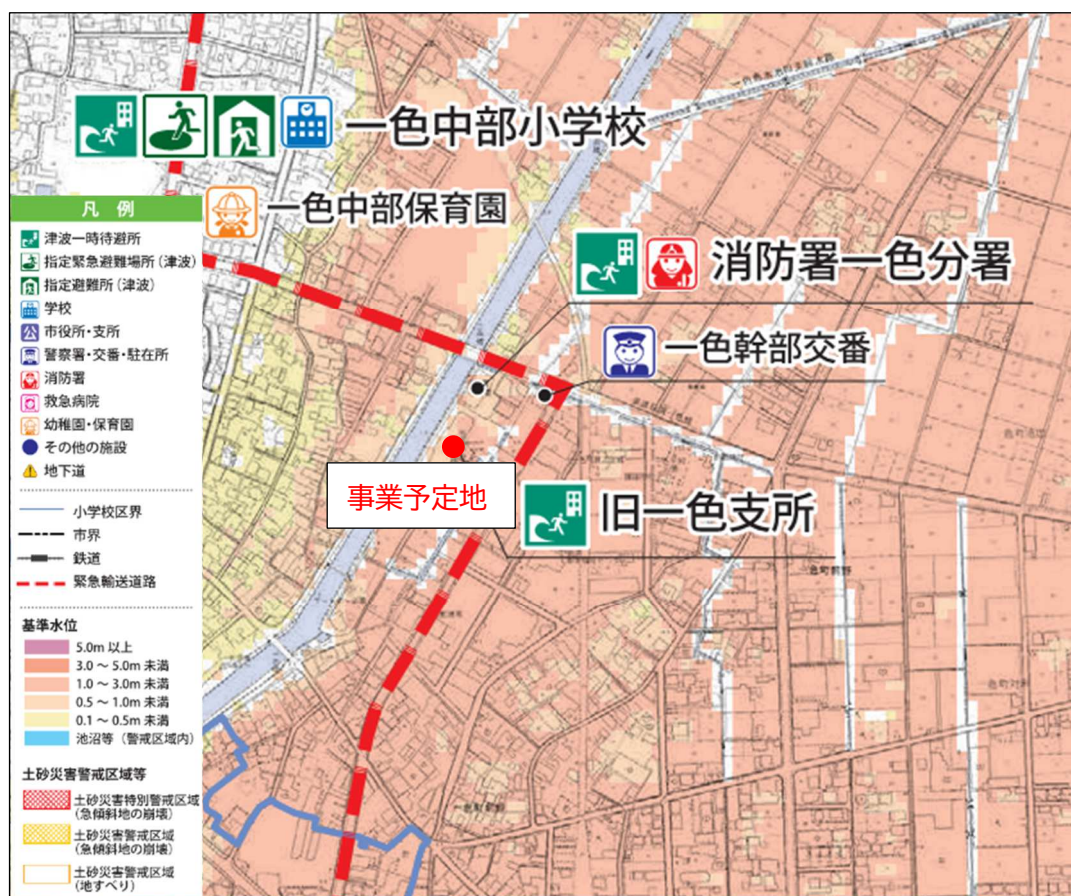 一色中部小学校
一色中部保育園
消防署一色分署
一色幹部交番
事業予定地
旧一色支所
凡 例
津波一時待避所
指定緊急避難場所(津波)
指定避難所(津波)
学校
公 市役所・支所
警察署・交番・駐在所
消防署
救急病院
幼稚園・保育園
その他の施設
地下道
小学校区界
市界
鉄道
緊急輸送道路
基準水位
5.0m 以上
3.0 ～ 5.0m 未満
1.0 ～ 3.0m 未満
0.5 ～ 1.0m 未満
0.1 ～ 0.5m 未満
池沼等(警戒区域内)
土砂災害警戒区域等
土砂災害特別警戒区域
(急傾斜地の崩壊)
土砂災害警戒区域
(急傾斜地の崩壊)
土砂災害警戒区域
(地すべり)